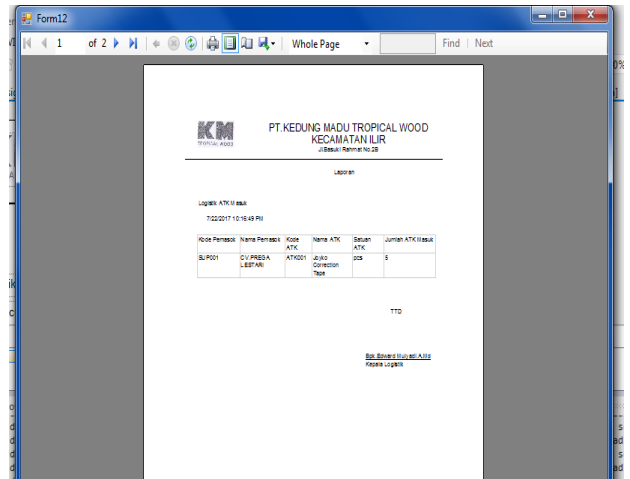 Form12
1 of 2 Whole Page Find | Next
KM
TROPICAL WOOD
PT.KEDUNG MADU TROPICAL WOOD
KECAMATAN ILIR
Jl.Basuki Rahmat No.2B
Laporan
Logistik ATK Masuk
7/22/2017 10:16:49 PM
Kode Pemasok Nama Pemasok Kode ATK Nama ATK Satuan ATK Jumlah ATK Masuk
SUP001 CV.PREGA LESTARI ATK001 Joyko Correction Tape pcs 5
TTD
Bpk.Edward Mulyadi.A.Md
Kepala Logistik